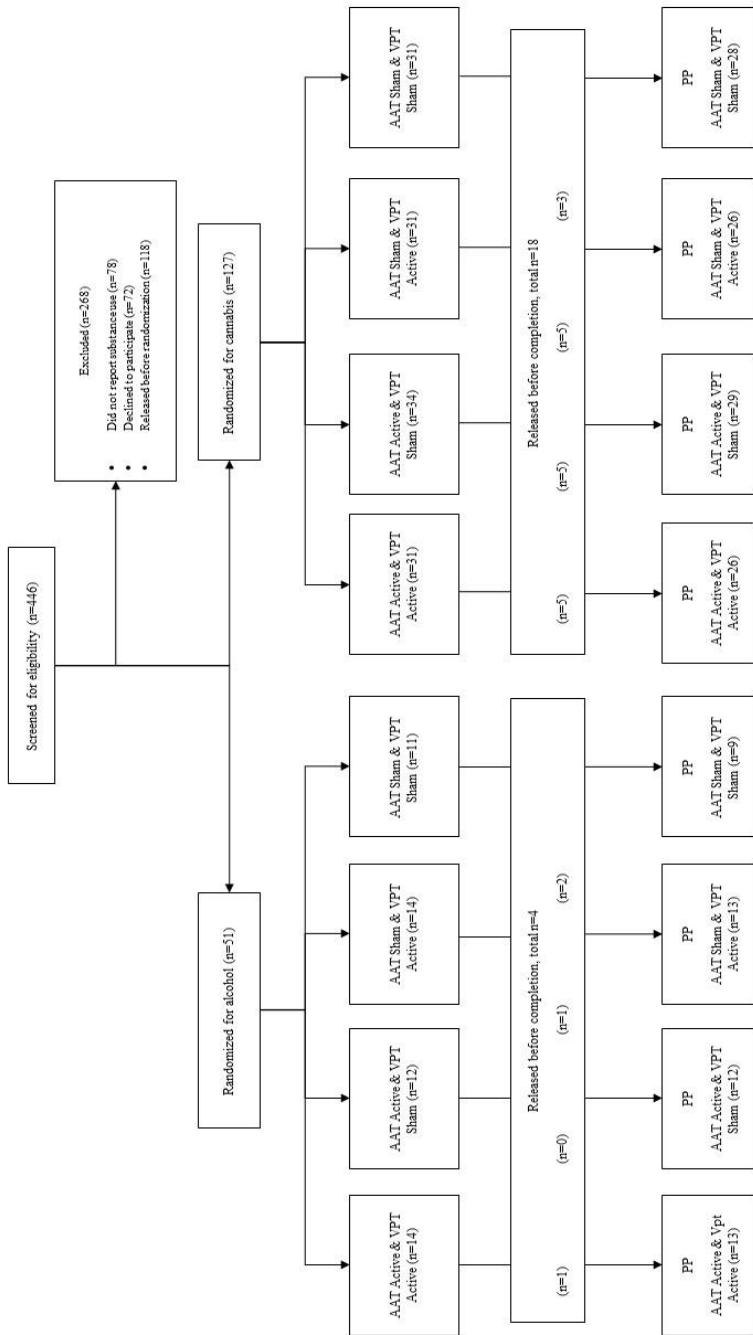 Screened for eligibility (n=446)
Excluded (n=268)
• Did not report substance use (n=78)
• Declined to participate (n=72)
• Released before randomization (n=118)
Randomized for alcohol (n=51)
Randomized for cannabis (n=127)
AAT Active & VPT
Active (n=14)
AAT Active & VPT
Sham (n=12)
AAT Sham & VPT
Active (n=14)
AAT Sham & VPT
Sham (n=11)
AAT Active & VPT
Active (n=31)
AAT Active & VPT
Sham (n=34)
AAT Sham & VPT
Active (n=31)
AAT Sham & VPT
Sham (n=31)
Released before completion, total n=4
(n=1) (n=0) (n=1) (n=2)
Released before completion, total n=18
(n=5) (n=5) (n=5) (n=3)
PP
AAT Active & Vpt
Active (n=13)
PP
AAT Active & VPT
Sham (n=12)
PP
AAT Sham & VPT
Active (n=13)
PP
AAT Sham & VPT
Sham (n=9)
PP
AAT Active & VPT
Active (n=26)
PP
AAT Active & VPT
Sham (n=29)
PP
AAT Sham & VPT
Active (n=26)
PP
AAT Sham & VPT
Sham (n=28)